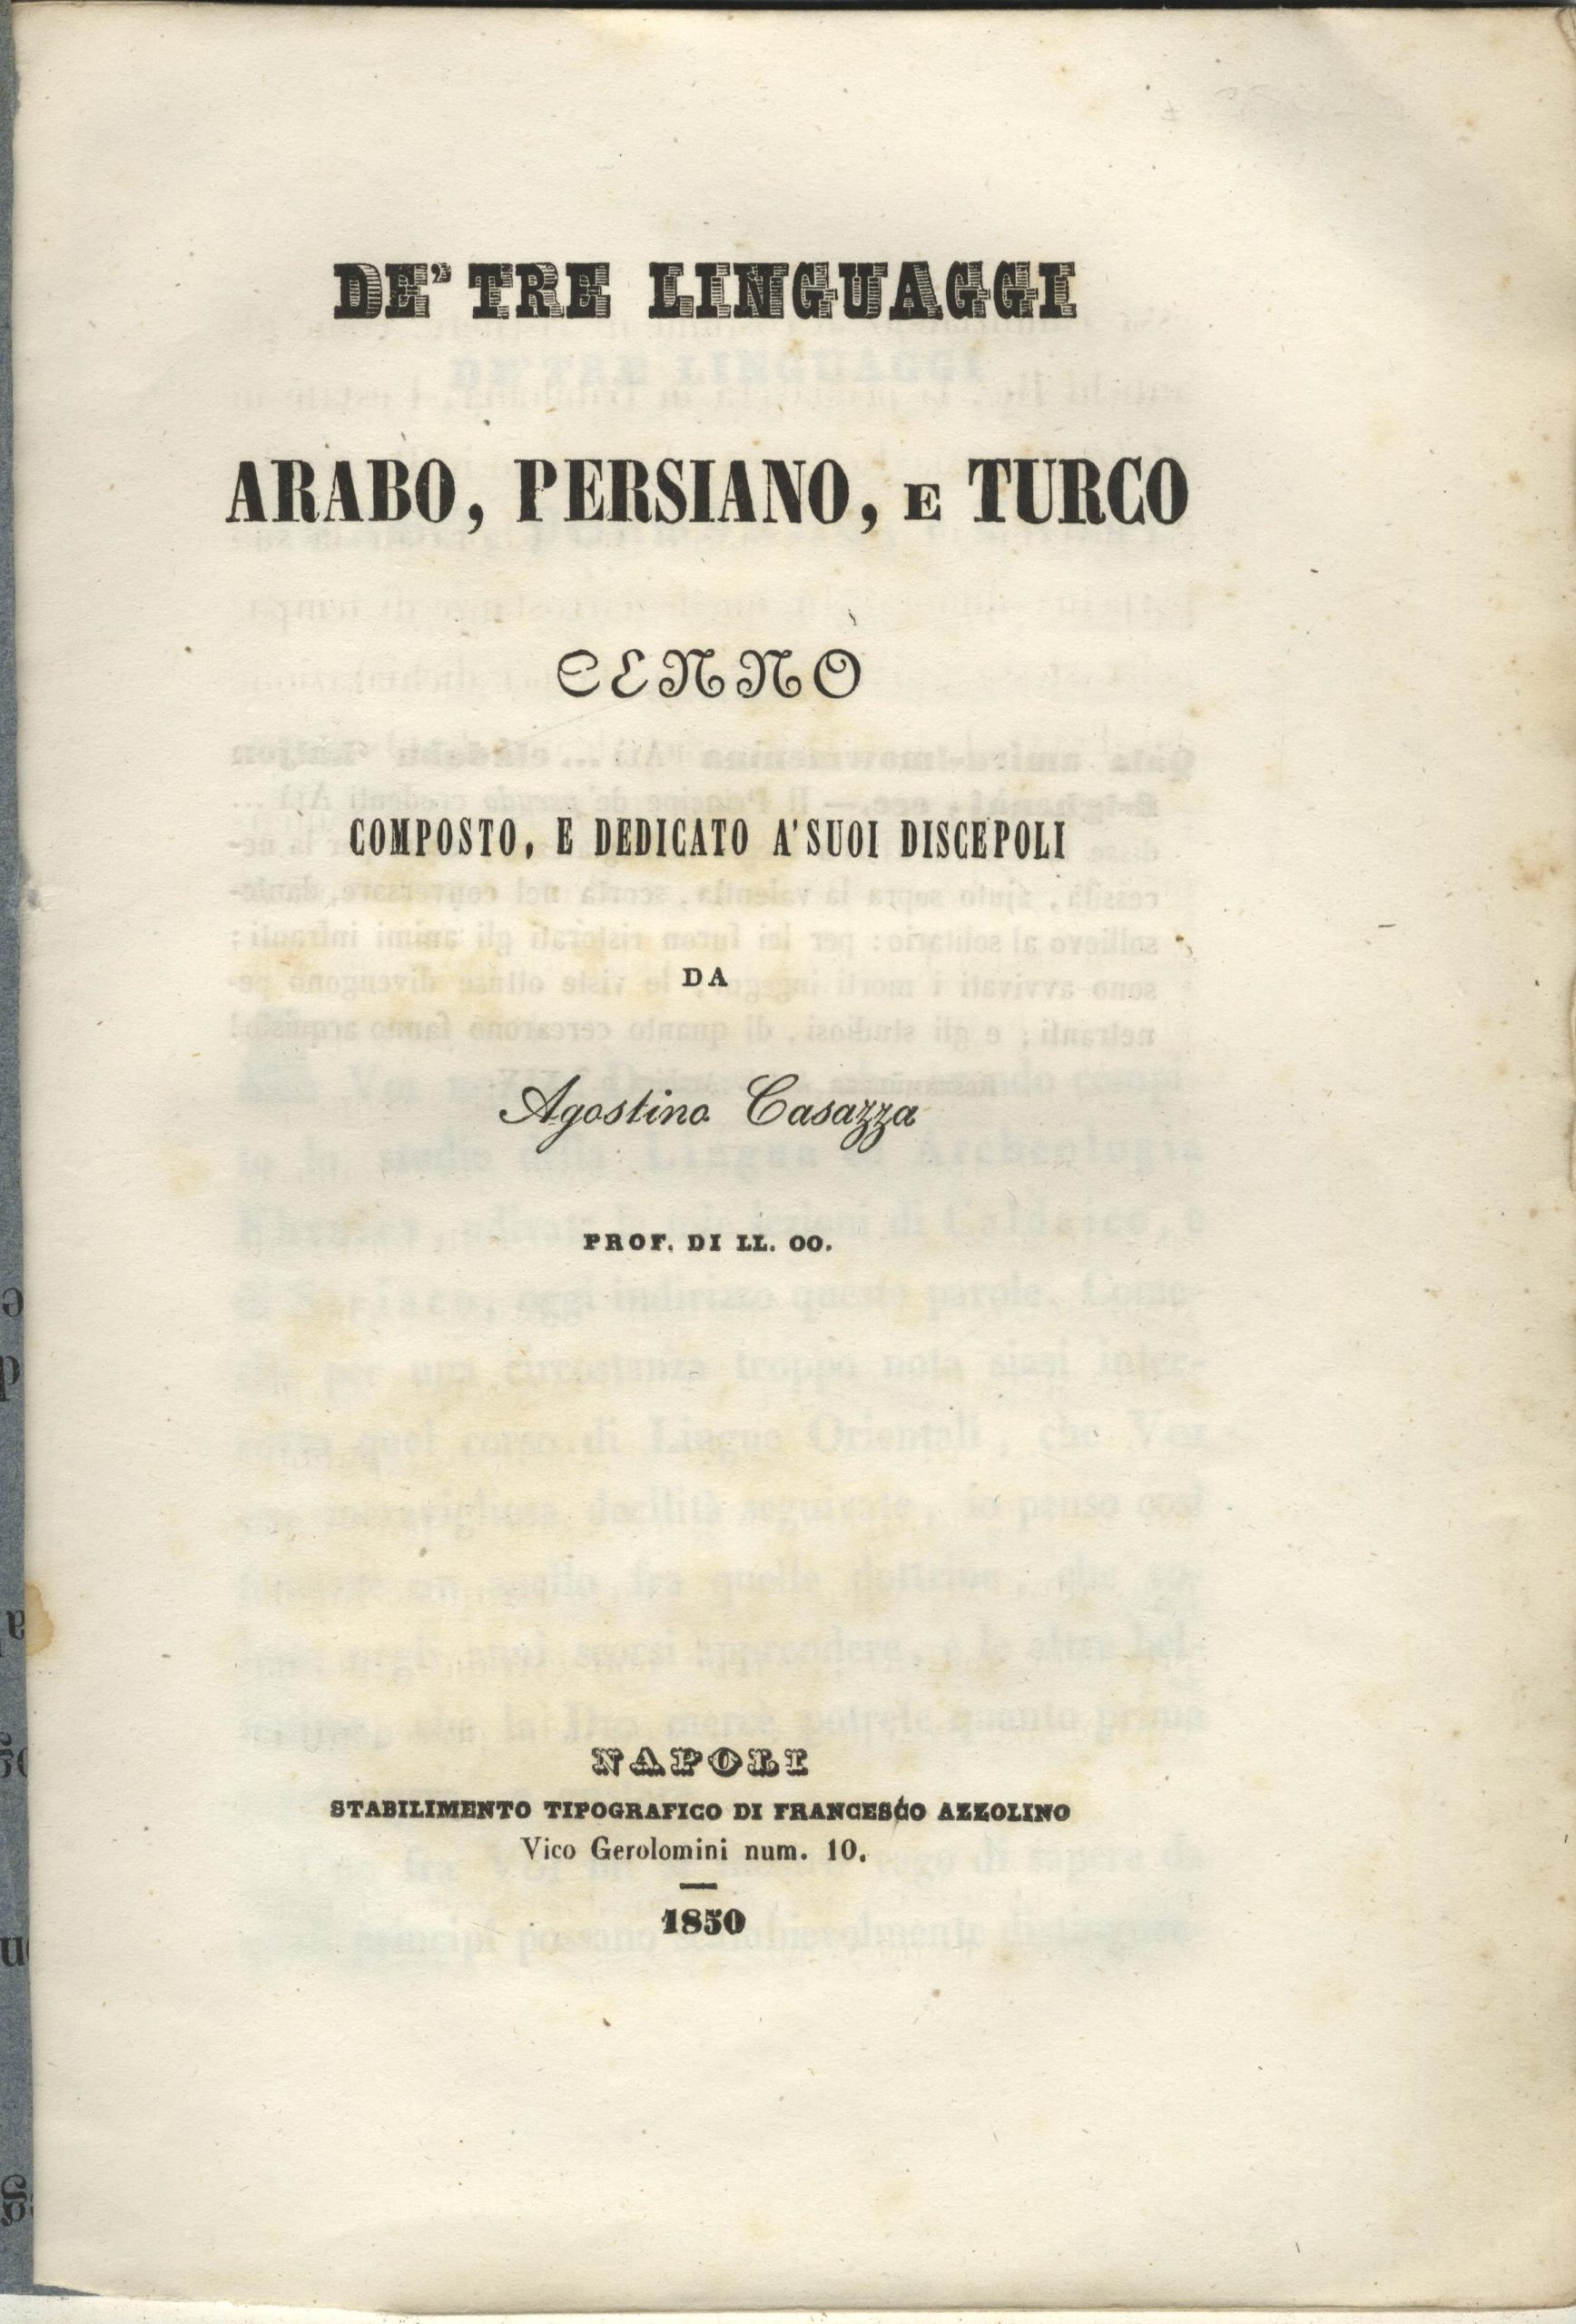 DE' TRE LINGUAGGI
ARABO, PERSIANO, E TURCO
CENNO
COMPOSTO, E DEDICATO A' SUOI DISCEPOLI
DA
Agostino Casazza
PROF. DI LL. OO.
NAPOLI
STABILIMENTO TIPOGRAFICO DI FRANCESCO AZZOLINO
Vico Gerolomini num. 10.
1850